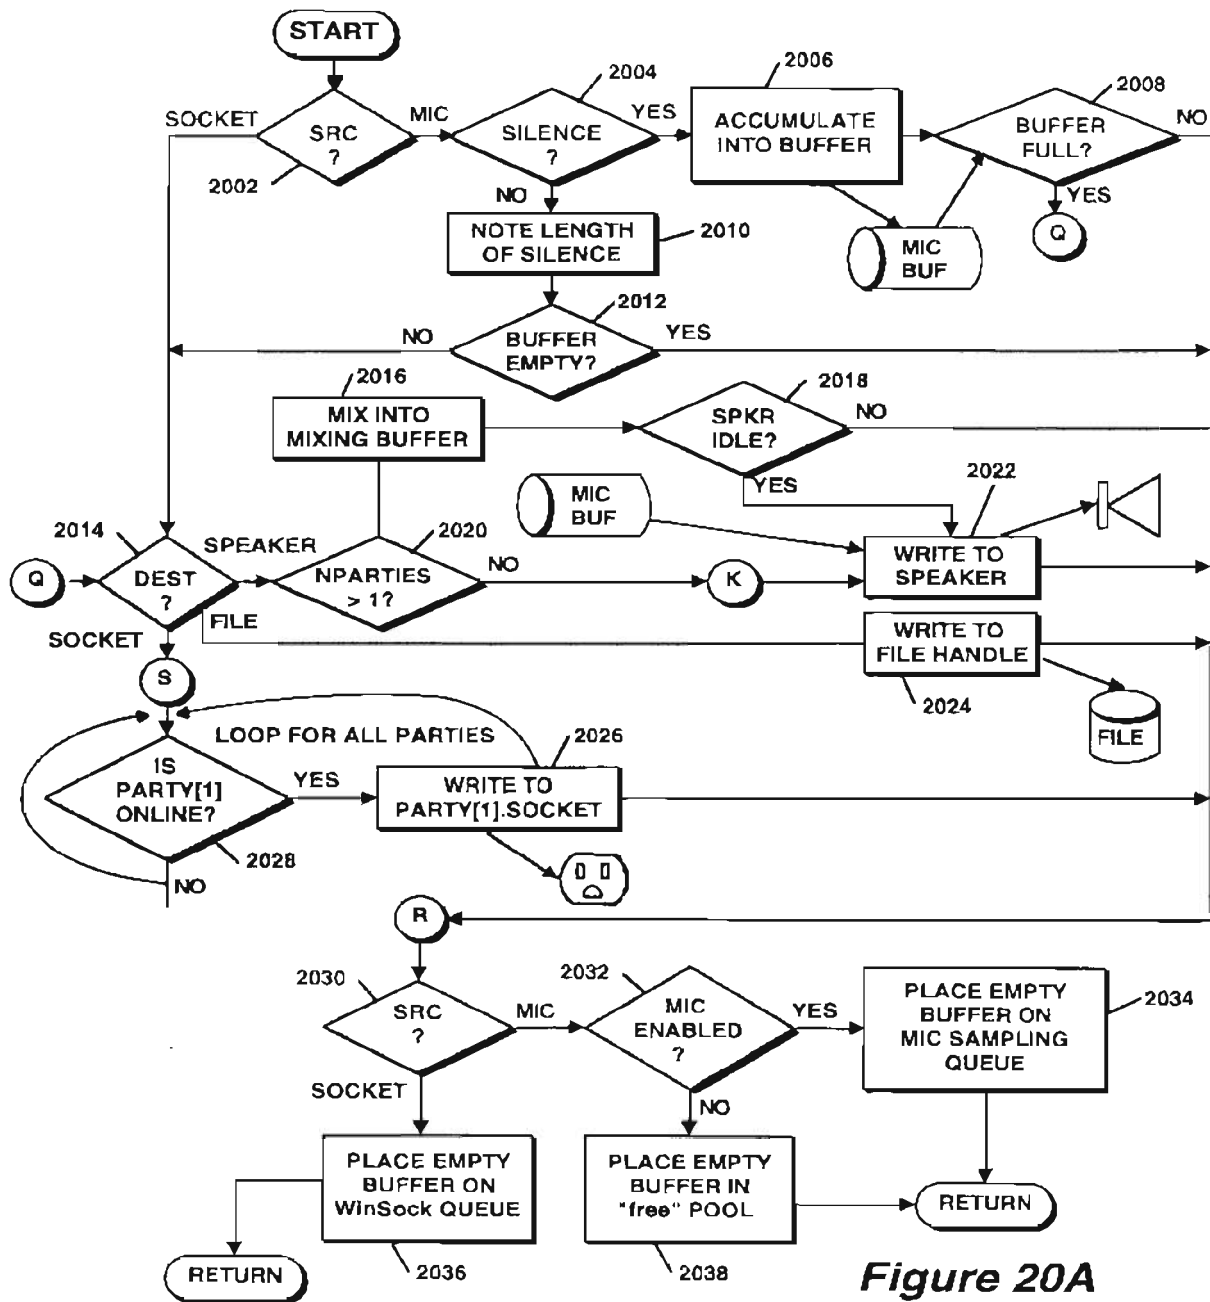 START
2004
2006
2008
SOCKET
SRC
?
MIC
SILENCE
?
YES
ACCUMULATE
INTO BUFFER
BUFFER
FULL?
NO
2002
NO
YES
NOTE LENGTH
OF SILENCE
2010
MIC
BUF
Q
2012
NO
BUFFER
EMPTY?
YES
2016
MIX INTO
MIXING BUFFER
2018
SPKR
IDLE?
NO
YES
MIC
BUF
2022
2014
SPEAKER
2020
Q
DEST
?
NPARTIES
> 1?
NO
K
WRITE TO
SPEAKER
FILE
SOCKET
WRITE TO
FILE HANDLE
S
2024
FILE
LOOP FOR ALL PARTIES
2026
IS
PARTY[1]
ONLINE?
YES
WRITE TO
PARTY[1].SOCKET
2028
NO
R
2030
SRC
?
MIC
2032
MIC
ENABLED
?
YES
PLACE EMPTY
BUFFER ON
MIC SAMPLING
QUEUE
2034
SOCKET
NO
PLACE EMPTY
BUFFER ON
WinSock QUEUE
PLACE EMPTY
BUFFER IN
"free" POOL
RETURN
RETURN
2036
2038
Figure 20A